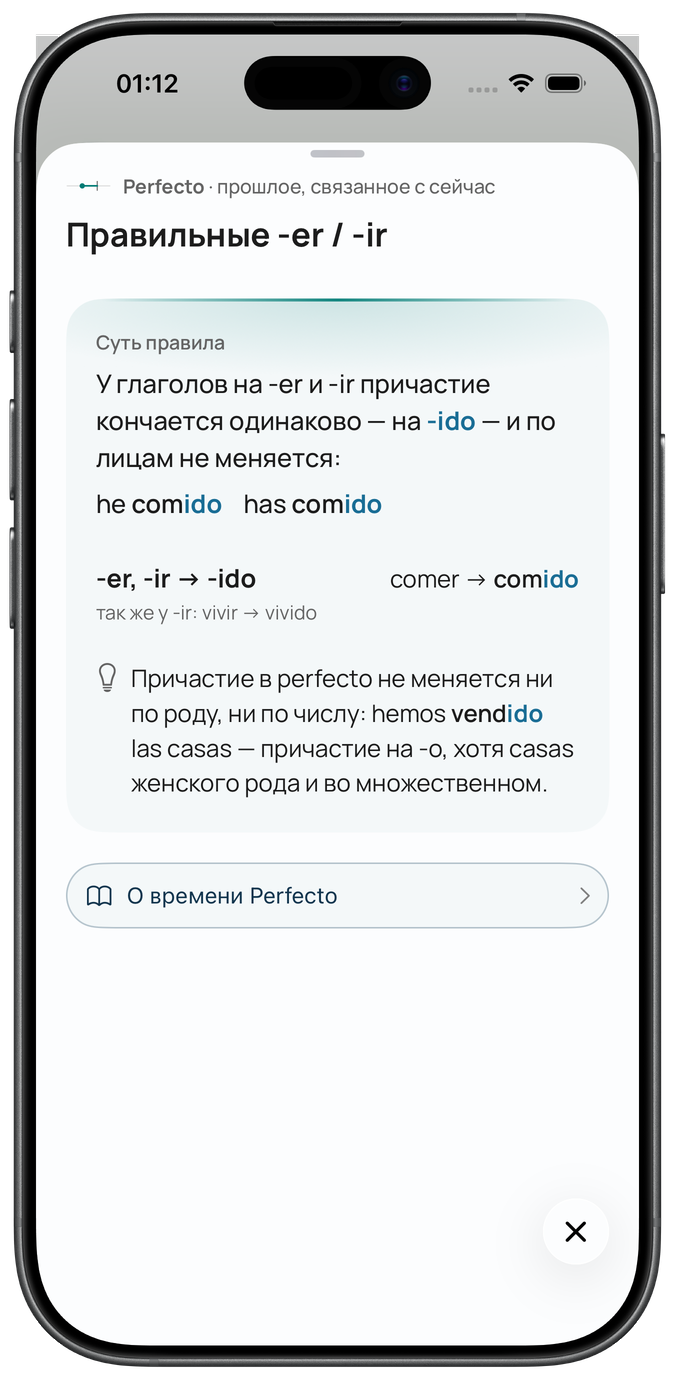 01:12
Perfecto · прошлое, связанное с сейчас
Правильные -er / -ir
Суть правила
У глаголов на -er и -ir причастие
кончается одинаково — на -ido — и по
лицам не меняется:
he comido has comido
-er, -ir → -ido comer → comido
так же у -ir: vivir → vivido
Причастие в perfecto не меняется ни
по роду, ни по числу: hemos vendido
las casas — причастие на -o, хотя casas
женского рода и во множественном.
О времени Perfecto